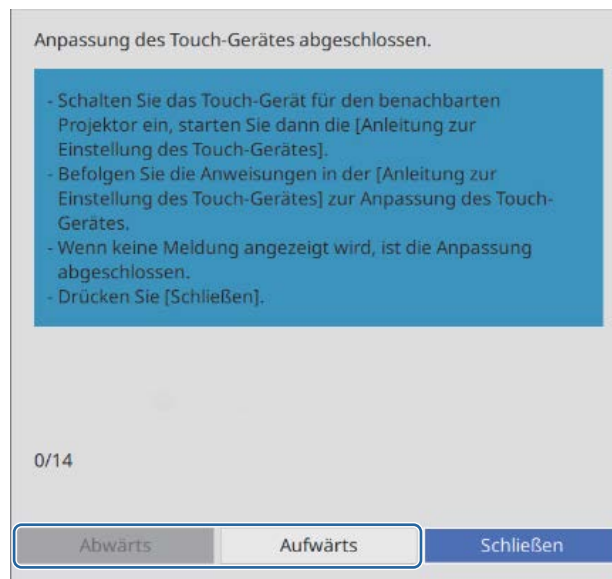 Anpassung des Touch-Gerätes abgeschlossen.
- Schalten Sie das Touch-Gerät für den benachbarten
Projektor ein, starten Sie dann die [Anleitung zur
Einstellung des Touch-Gerätes].
- Befolgen Sie die Anweisungen in der [Anleitung zur
Einstellung des Touch-Gerätes] zur Anpassung des Touch-
Gerätes.
- Wenn keine Meldung angezeigt wird, ist die Anpassung
abgeschlossen.
- Drücken Sie [Schließen].
0/14
Abwärts Aufwärts Schließen